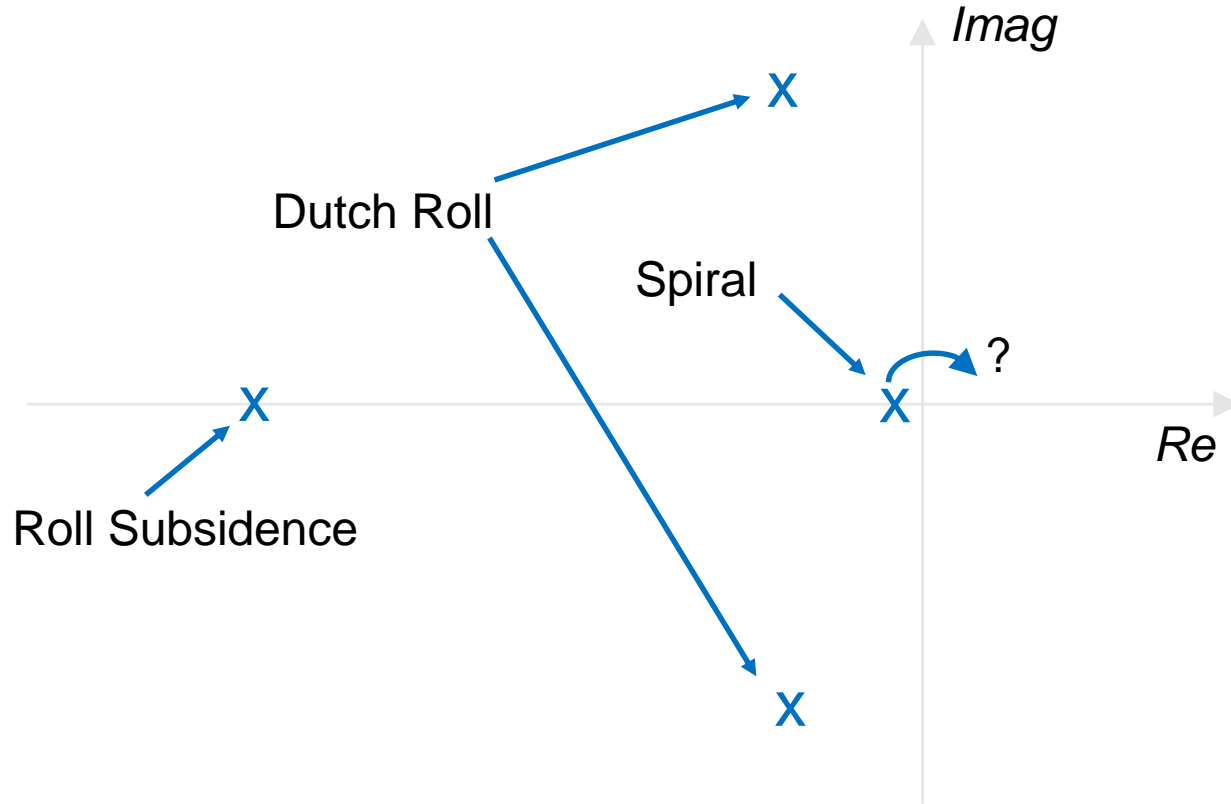 Imag
X
Dutch Roll
Spiral
?
X
X
Re
Roll Subsidence
X